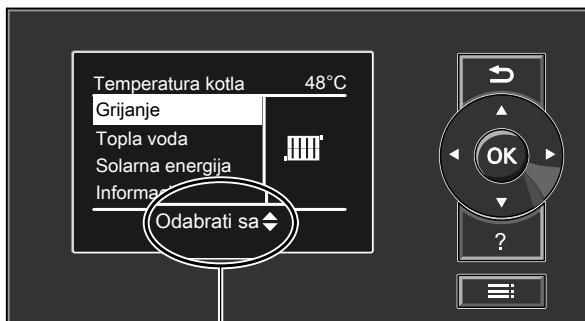 Temperatura kotla 48°C
Grijanje
Topla voda
Solarna energija
Odabrati sa
OK
?